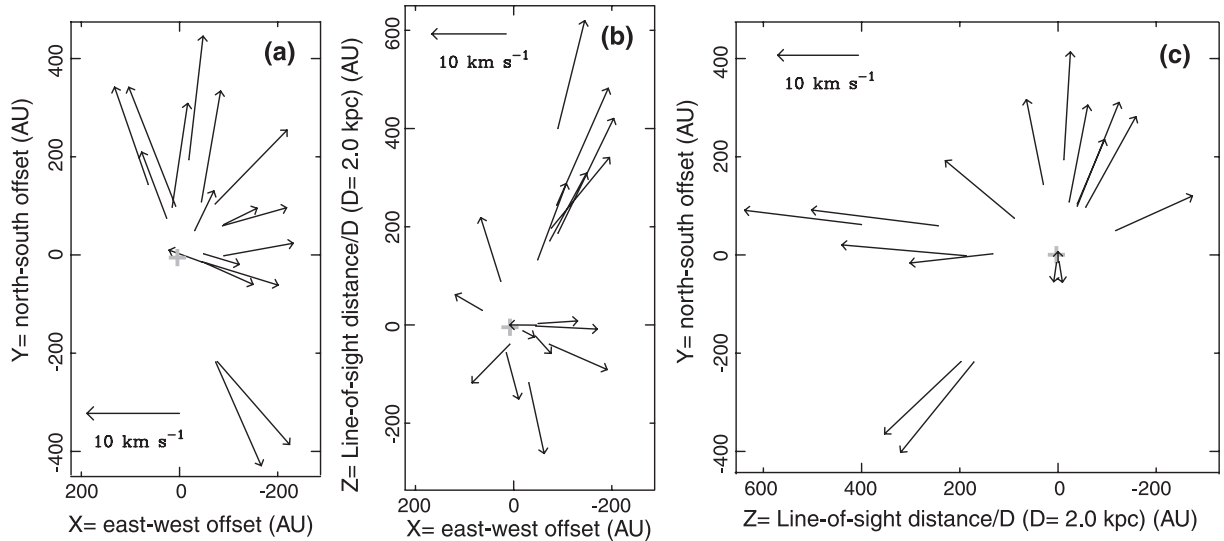 (a)
400
200
0
-200
-400
Y= north-south offset (AU)
10 km s⁻¹
200 0 -200
X= east-west offset (AU)
(b)
10 km s⁻¹
600
400
200
0
-200
Z= Line-of-sight distance/D (D= 2.0 kpc) (AU)
200 0 -200
X= east-west offset (AU)
(c)
10 km s⁻¹
400
200
0
-200
-400
Y= north-south offset (AU)
600 400 200 0 -200
Z= Line-of-sight distance/D (D= 2.0 kpc) (AU)